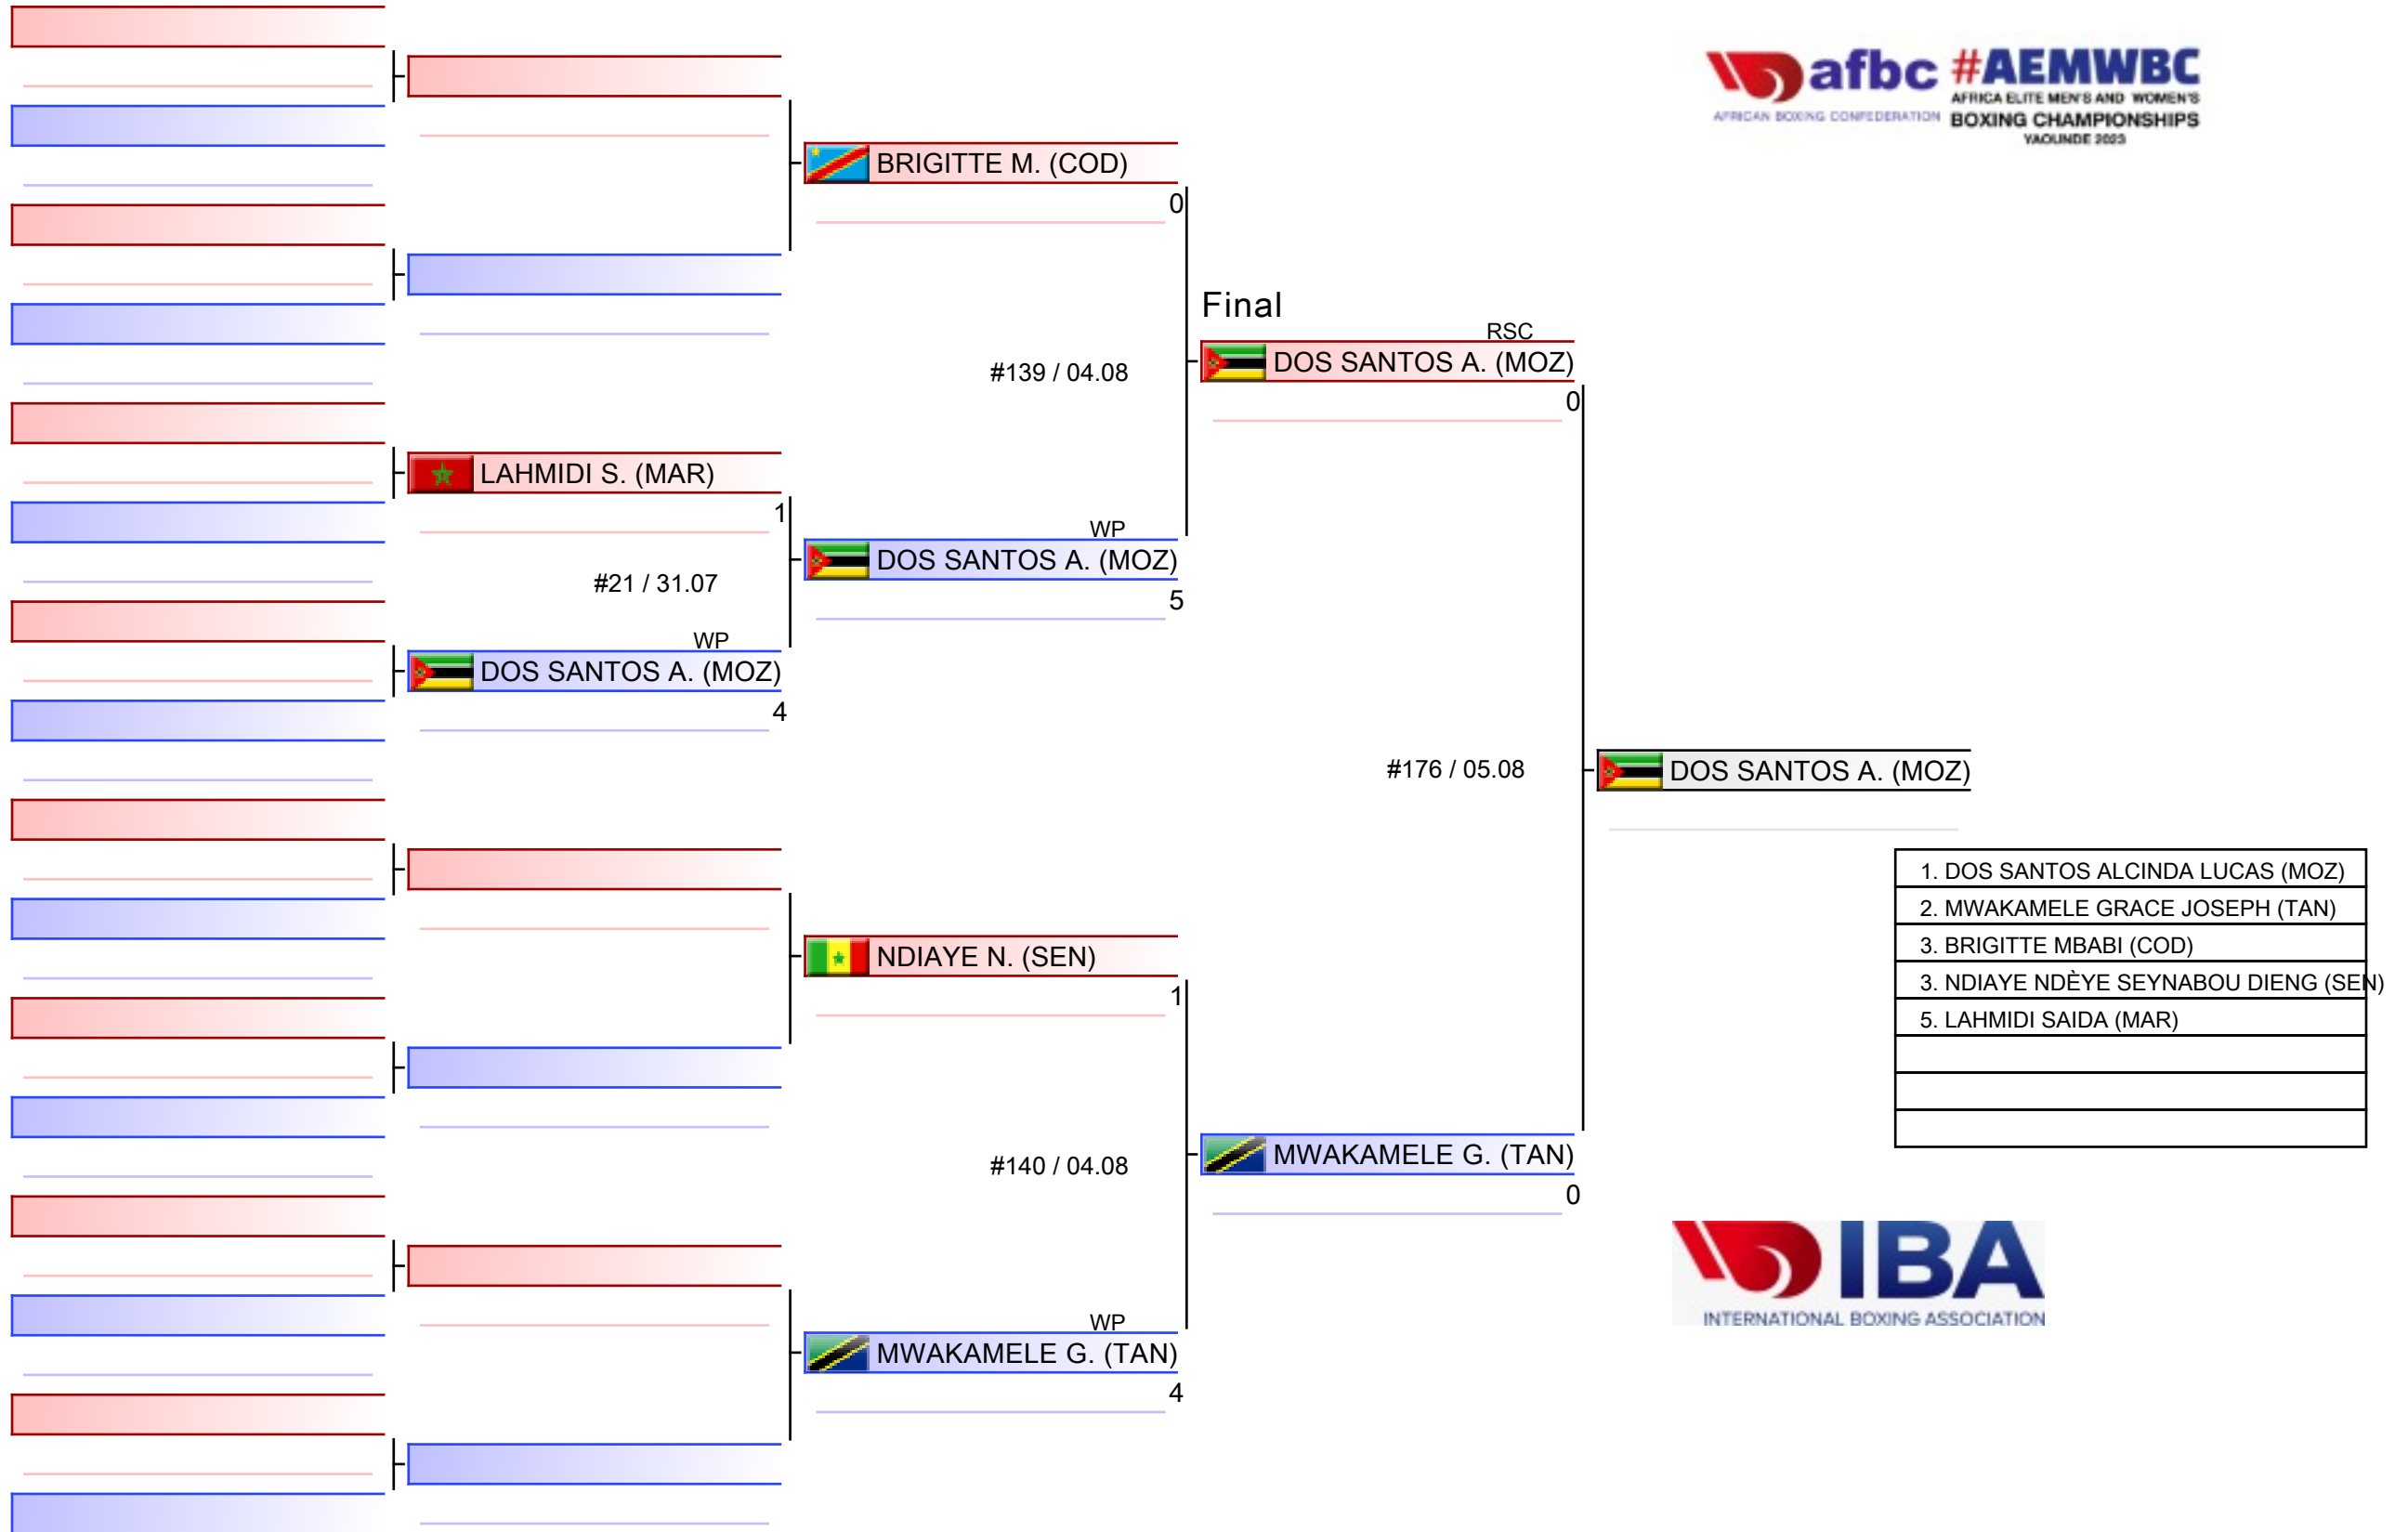 afbc #AEMWBC
AFRICA ELITE MEN'S AND WOMEN'S
AFRICAN BOXING CONFEDERATION BOXING CHAMPIONSHIPS
YAOUNDE 2023
BRIGITTE M. (COD)
0
Final
RSC
DOS SANTOS A. (MOZ)
#139 / 04.08
0
LAHMIDI S. (MAR)
1
WP
DOS SANTOS A. (MOZ)
#21 / 31.07
5
WP
DOS SANTOS A. (MOZ)
4
#176 / 05.08
DOS SANTOS A. (MOZ)
1. DOS SANTOS ALCINDA LUCAS (MOZ)
2. MWAKAMELE GRACE JOSEPH (TAN)
3. BRIGITTE MBABI (COD)
3. NDIAYE NDÈYE SEYNABOU DIENG (SEN)
5. LAHMIDI SAIDA (MAR)
NDIAYE N. (SEN)
1
#140 / 04.08
MWAKAMELE G. (TAN)
0
WP
MWAKAMELE G. (TAN)
4
IBA
INTERNATIONAL BOXING ASSOCIATION